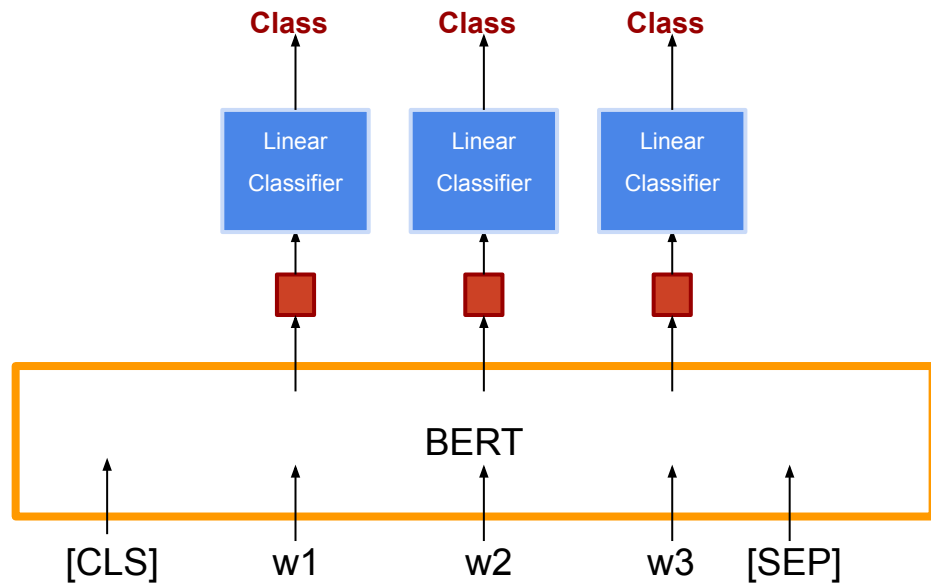 Class Class Class
Linear Linear Linear
Classifier Classifier Classifier
BERT
[CLS] w1 w2 w3 [SEP]